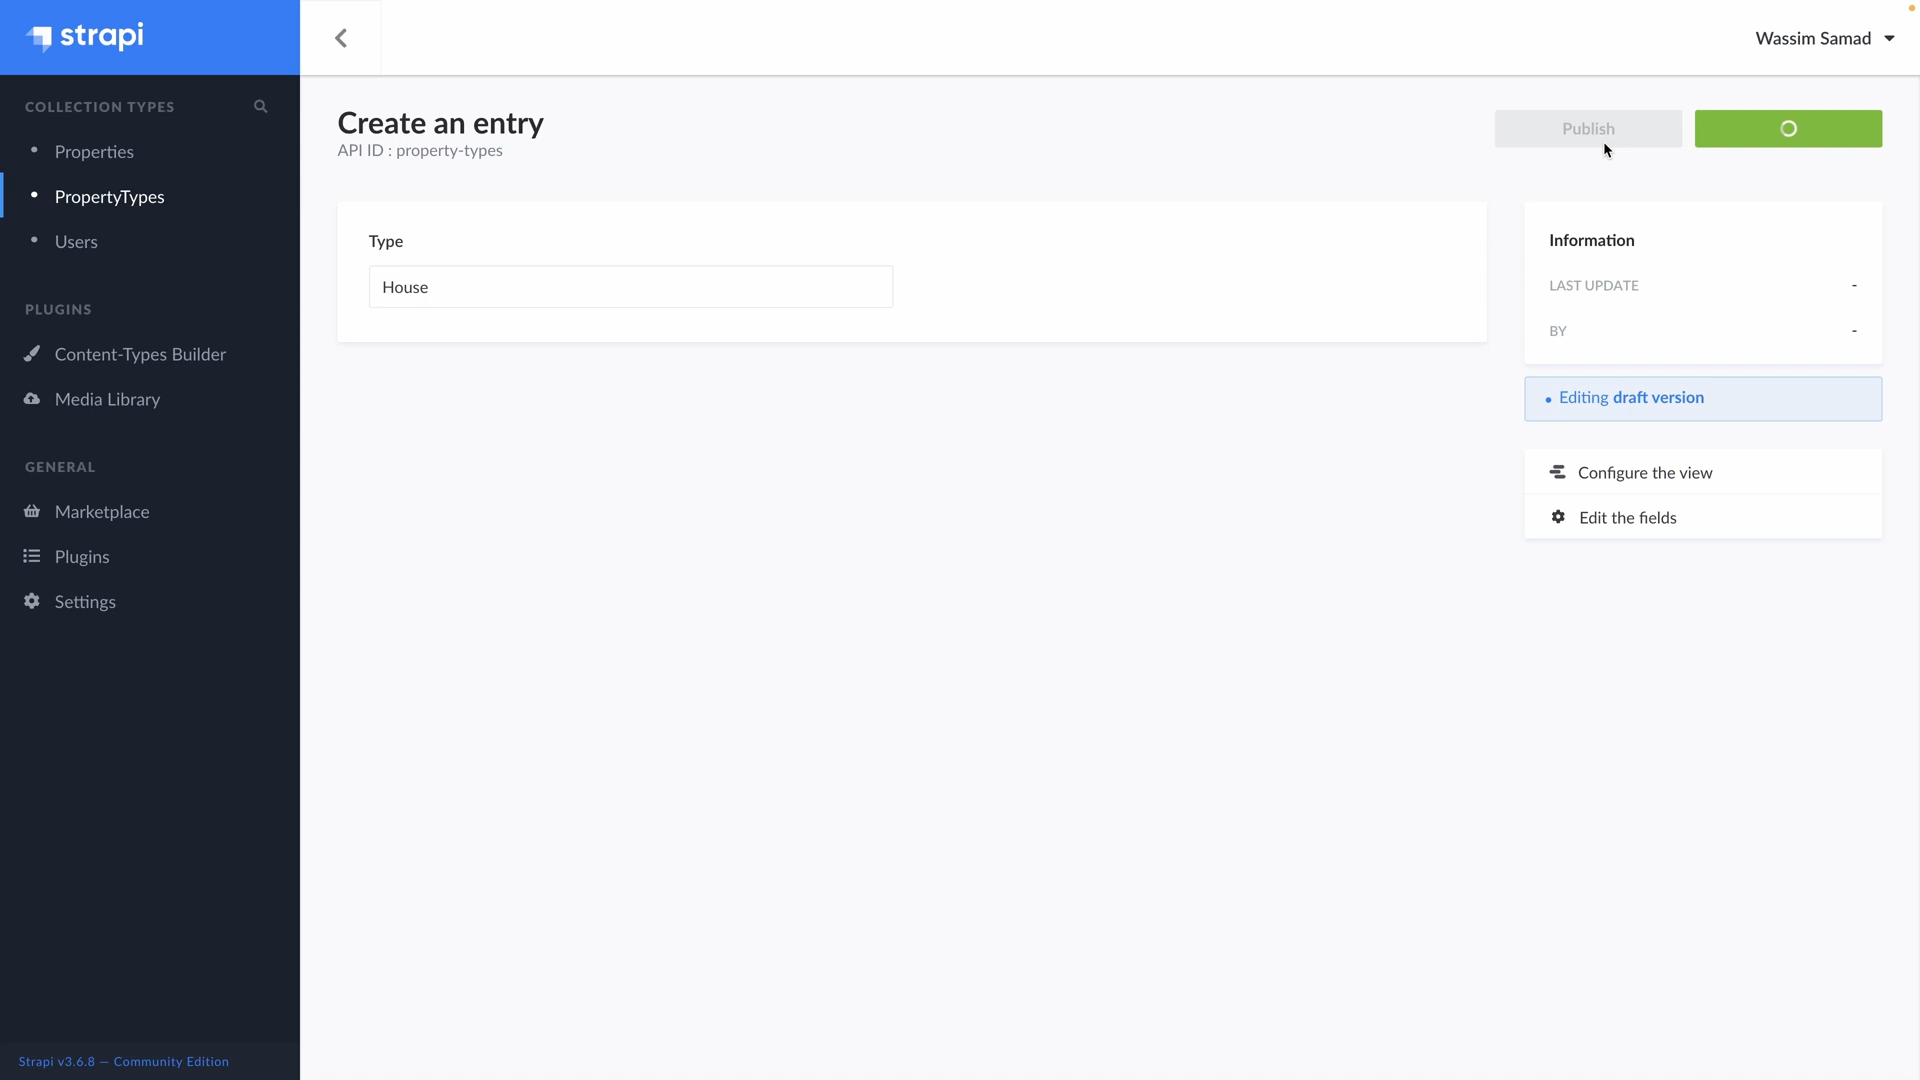 strapi
Wassim Samad
COLLECTION TYPES
Properties
PropertyTypes
Users
PLUGINS
Content-Types Builder
Media Library
GENERAL
Marketplace
Plugins
Settings
Strapi v3.6.8 — Community Edition
Create an entry
API ID : property-types
Publish
Type
House
Information
LAST UPDATE -
BY -
Editing draft version
Configure the view
Edit the fields